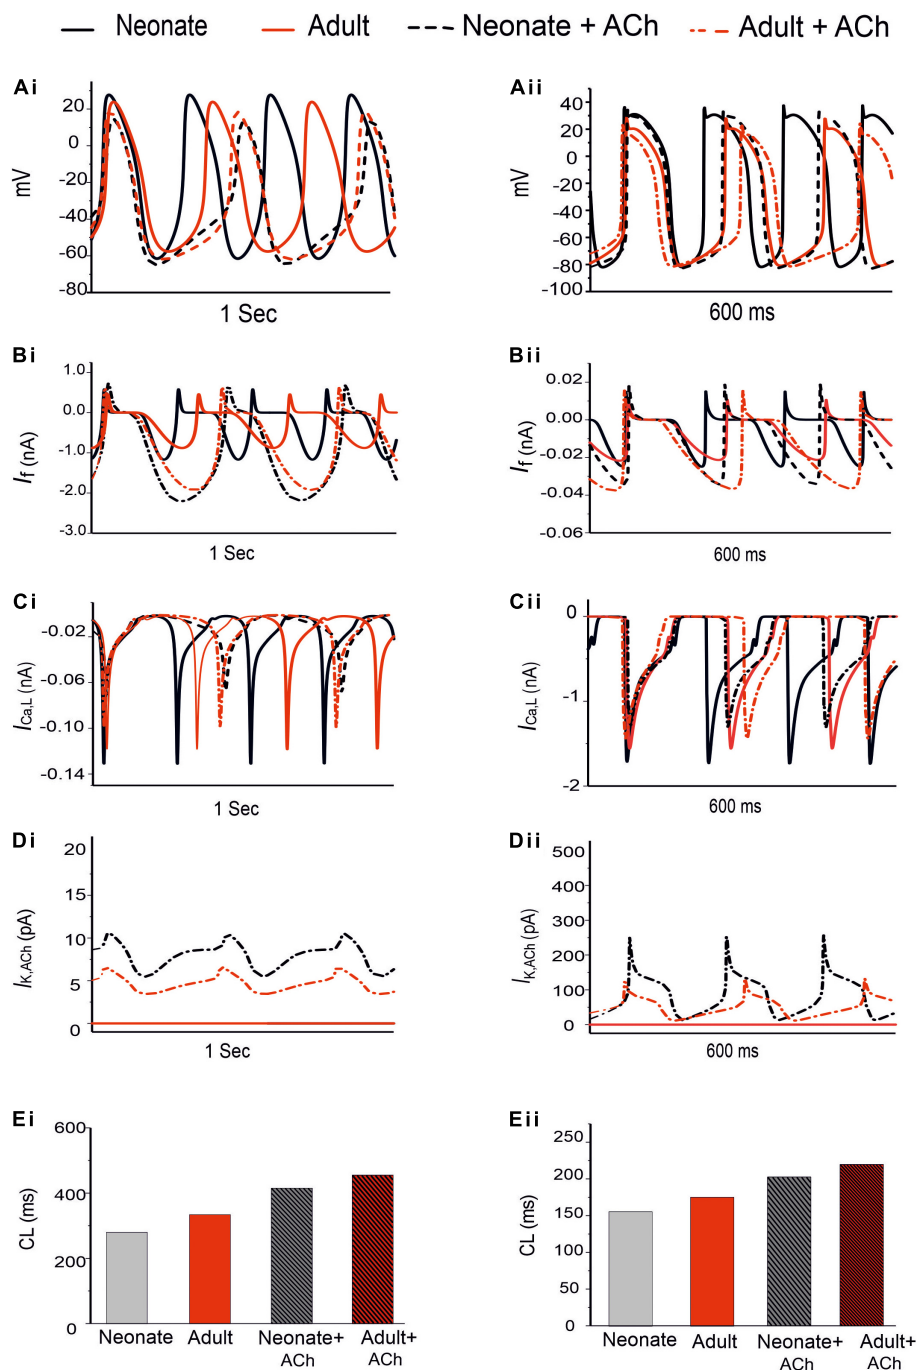 Neonate Adult Neonate + ACh Adult + ACh
Ai
mV
20
0
-20
-40
-60
-80
1 Sec
Aii
mV
40
20
0
-20
-40
-60
-80
-100
600 ms
Bi
If (nA)
1.0
0.0
-1.0
-2.0
-3.0
1 Sec
Bii
If (nA)
0.02
0.00
-0.02
-0.04
-0.06
600 ms
Ci
ICa,L (nA)
-0.02
-0.06
-0.10
-0.14
1 Sec
Cii
ICa,L (nA)
0
-1
-2
600 ms
Di
IK,ACh (pA)
20
15
10
5
0
1 Sec
Dii
IK,ACh (pA)
500
400
300
200
100
0
600 ms
Ei
CL (ms)
600
400
200
0
Neonate
Adult
Neonate+
ACh
Adult+
ACh
Eii
CL (ms)
250
200
150
100
50
0
Neonate
Adult
Neonate+
ACh
Adult+
ACh